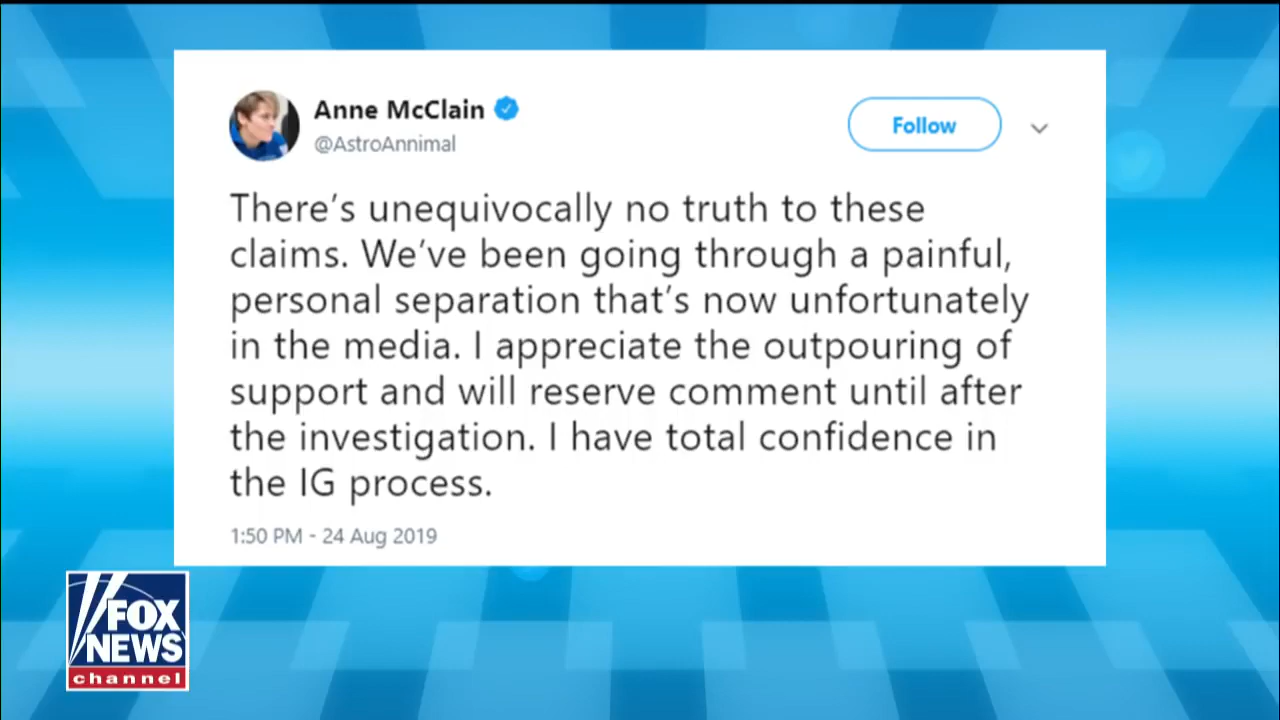 Anne McClain
@AstroAnnimal
Follow
There’s unequivocally no truth to these
claims. We’ve been going through a painful,
personal separation that’s now unfortunately
in the media. I appreciate the outpouring of
support and will reserve comment until after
the investigation. I have total confidence in
the IG process.
1:50 PM - 24 Aug 2019
FOX
NEWS
channel